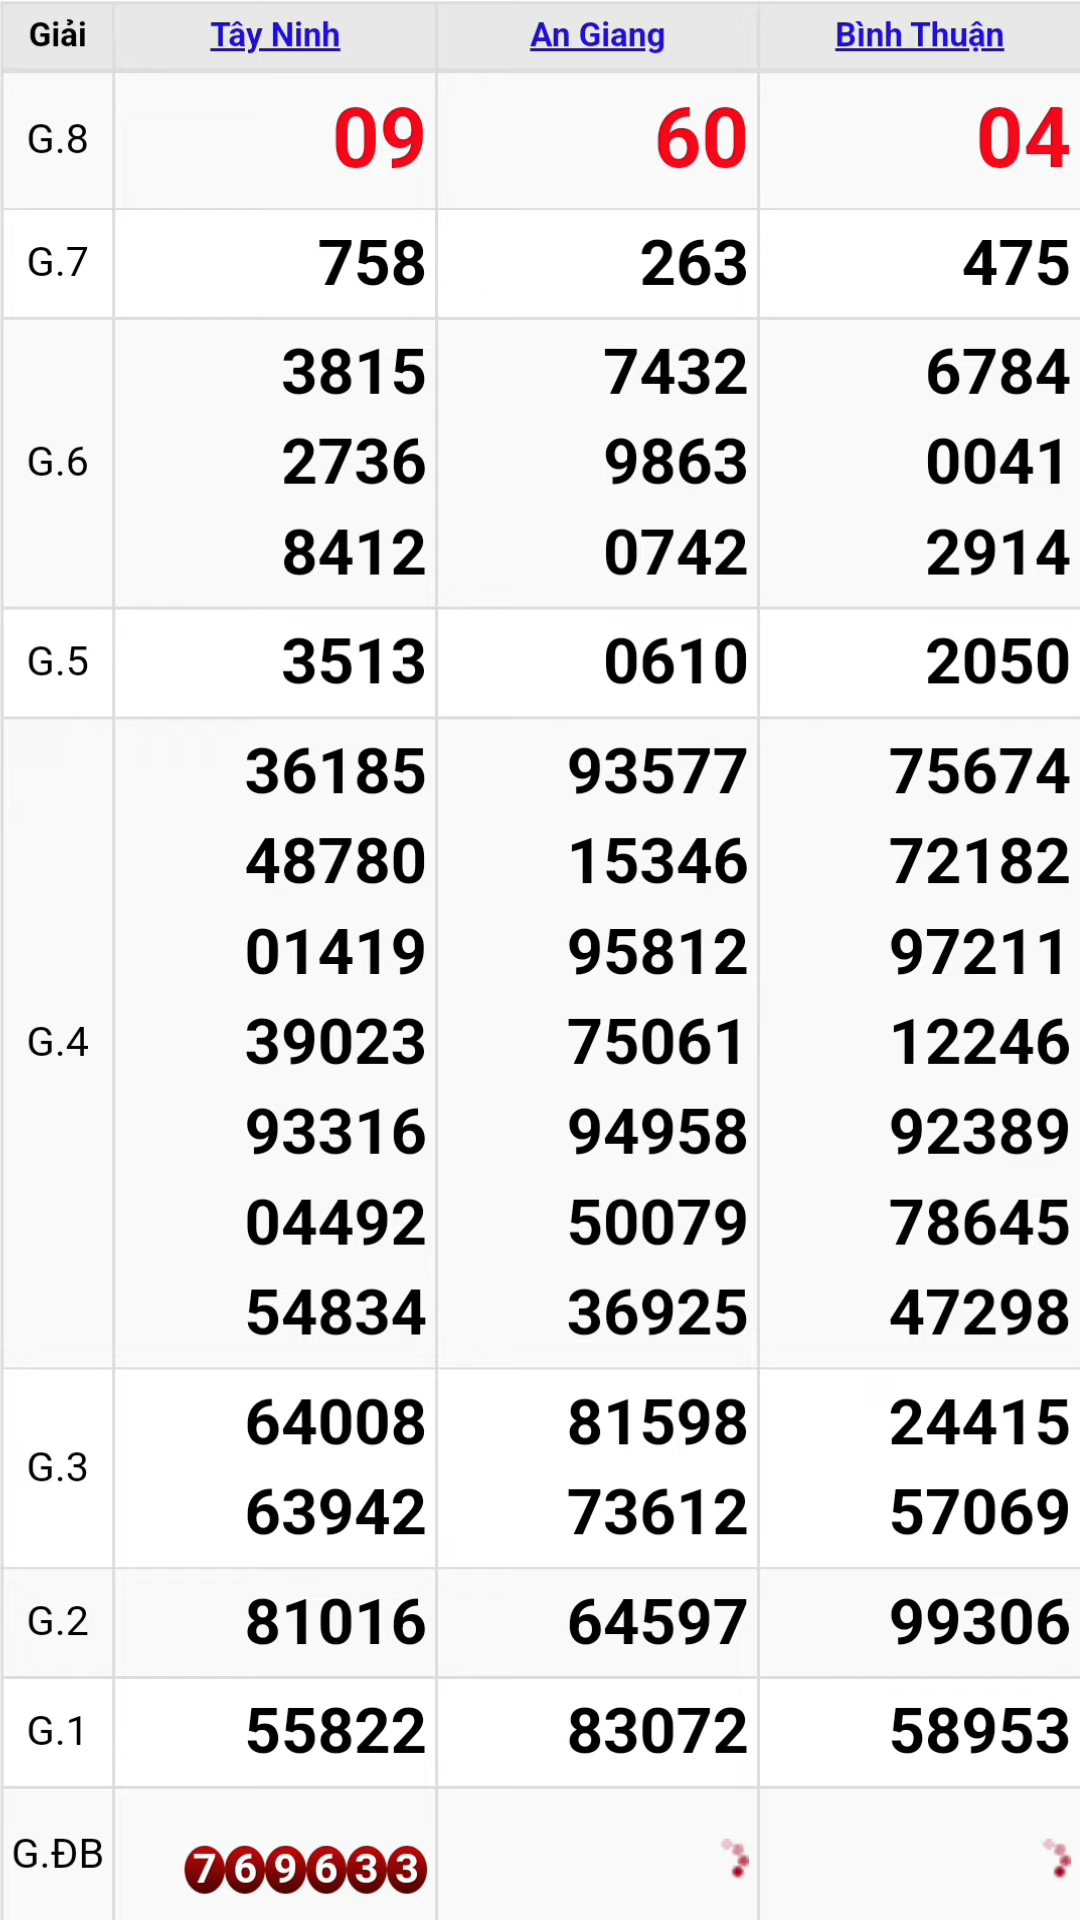 Giải Tây Ninh An Giang Bình Thuận
G.8 09 60 04
G.7 758 263 475
3815 7432 6784
G.6 2736 9863 0041
8412 0742 2914
G.5 3513 0610 2050
36185 93577 75674
48780 15346 72182
01419 95812 97211
G.4 39023 75061 12246
93316 94958 92389
04492 50079 78645
54834 36925 47298
64008 81598 24415
G.3
63942 73612 57069
G.2 81016 64597 99306
G.1 55822 83072 58953
G.ĐB 769633